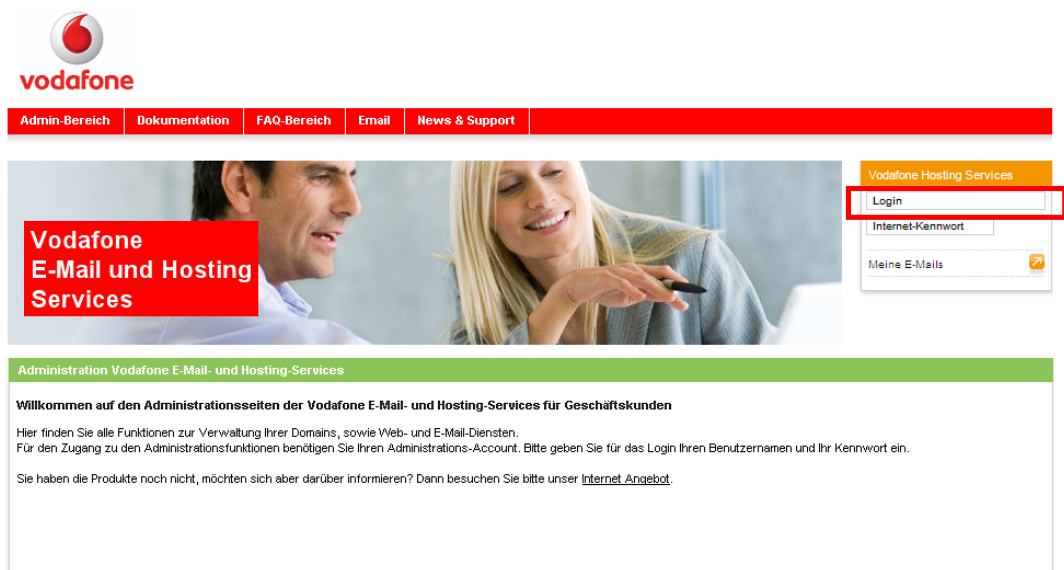 vodafone
Admin-Bereich Dokumentation FAQ-Bereich Email News & Support
Vodafone
E-Mail und Hosting
Services
Vodafone Hosting Services
Login
Internet-Kennwort
Meine E-Mails
Administration Vodafone E-Mail- und Hosting-Services
Willkommen auf den Administrationsseiten der Vodafone E-Mail- und Hosting-Services für Geschäftskunden
Hier finden Sie alle Funktionen zur Verwaltung Ihrer Domains, sowie Web- und E-Mail-Diensten.
Für den Zugang zu den Administrationsfunktionen benötigen Sie Ihren Administrations-Account. Bitte geben Sie für das Login Ihren Benutzernamen und Ihr Kennwort ein.
Sie haben die Produkte noch nicht, möchten sich aber darüber informieren? Dann besuchen Sie bitte unser Internet Angebot.